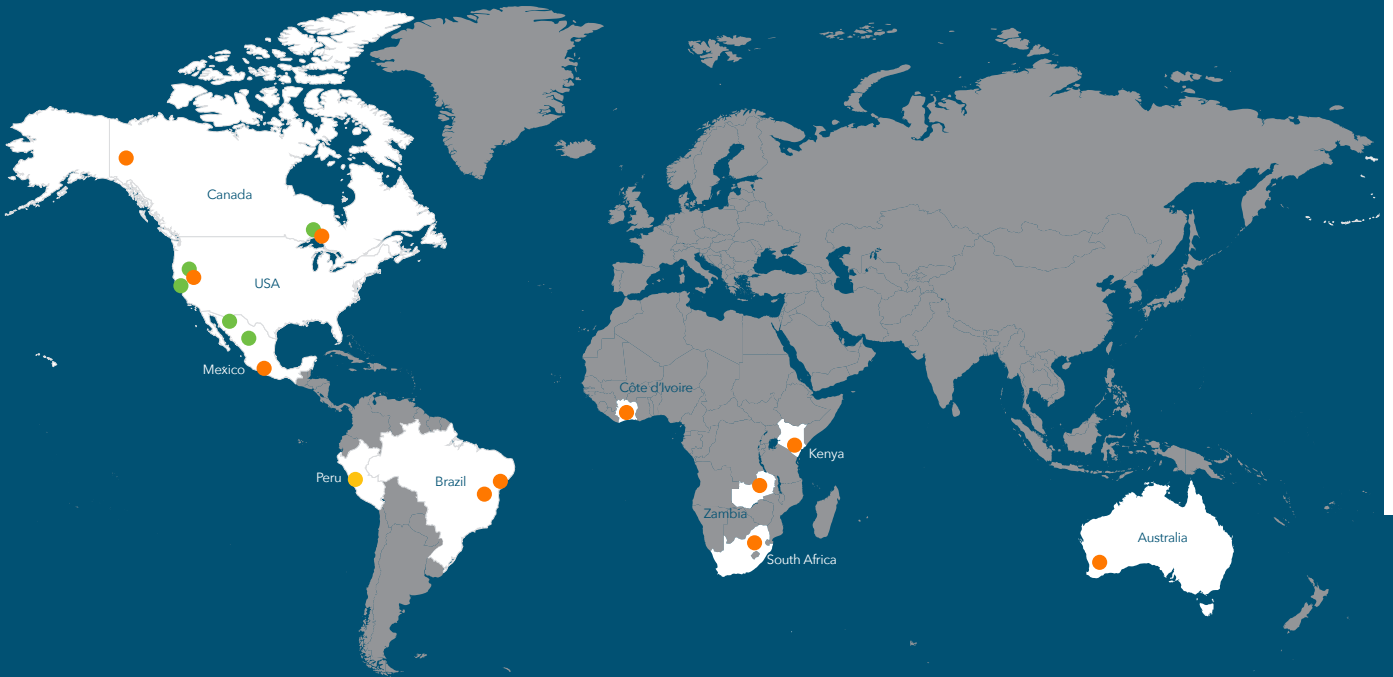 Canada
USA
Mexico
Côte d'Ivoire
Kenya
Peru
Brazil
Zambia
Australia
South Africa